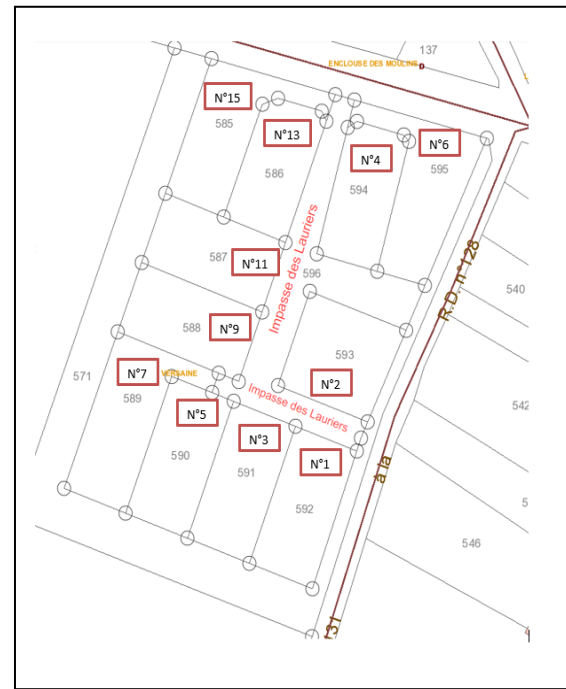 137
ENCLOUSE DES MOULINS
N°15
585
N°13
586
N°4
594
N°6
595
Impasse des Lauriers
587
N°11
596
R.D. n°128
540
588
N°9
593
542
N°7
VERSAINE
571
589
N°5
Impasse des Lauriers
N°2
590
N°3
591
N°1
592
à la
546